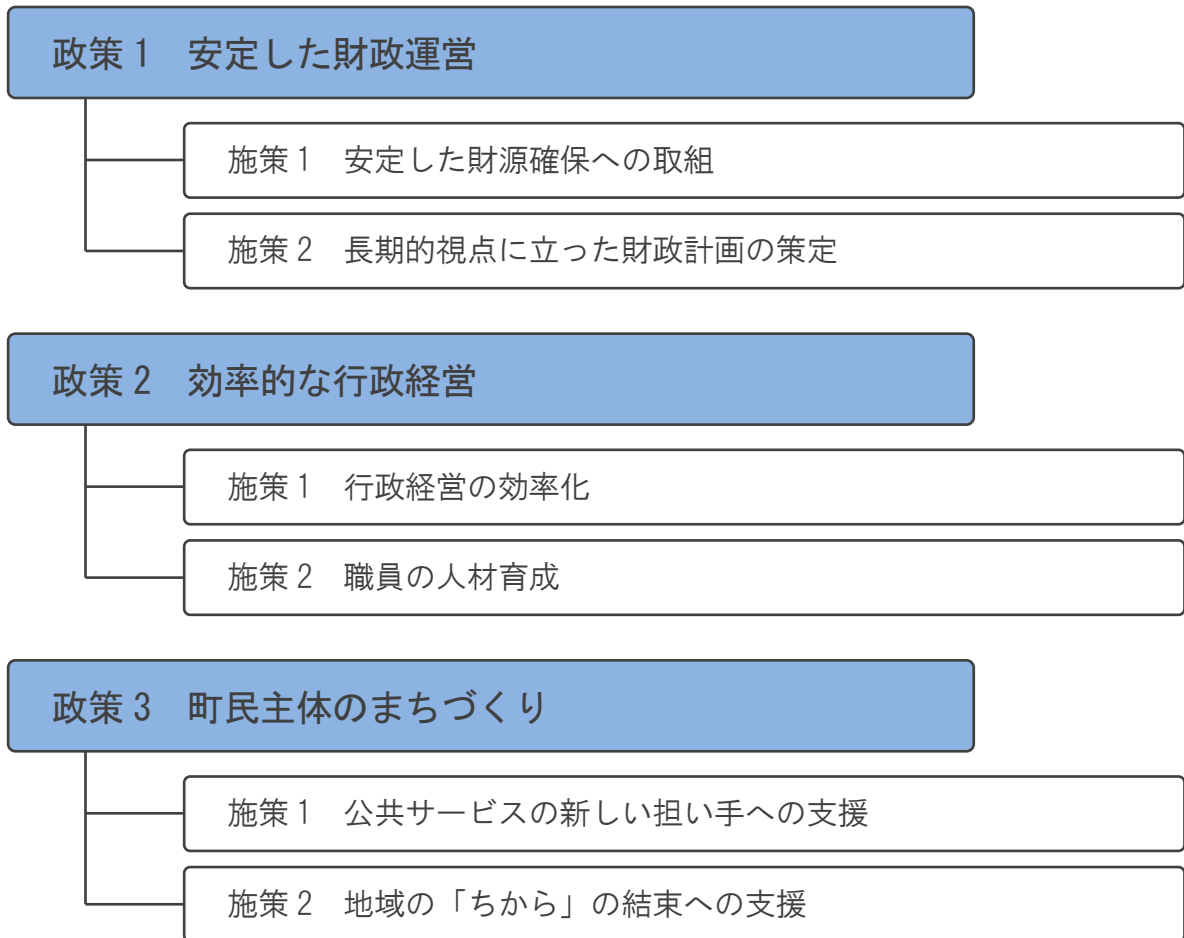 政策1　安定した財政運営
施策1　安定した財源確保への取組
施策2　長期的視点に立った財政計画の策定
政策2　効率的な行政経営
施策1　行政経営の効率化
施策2　職員の人材育成
政策3　町民主体のまちづくり
施策1　公共サービスの新しい担い手への支援
施策2　地域の「ちから」の結束への支援